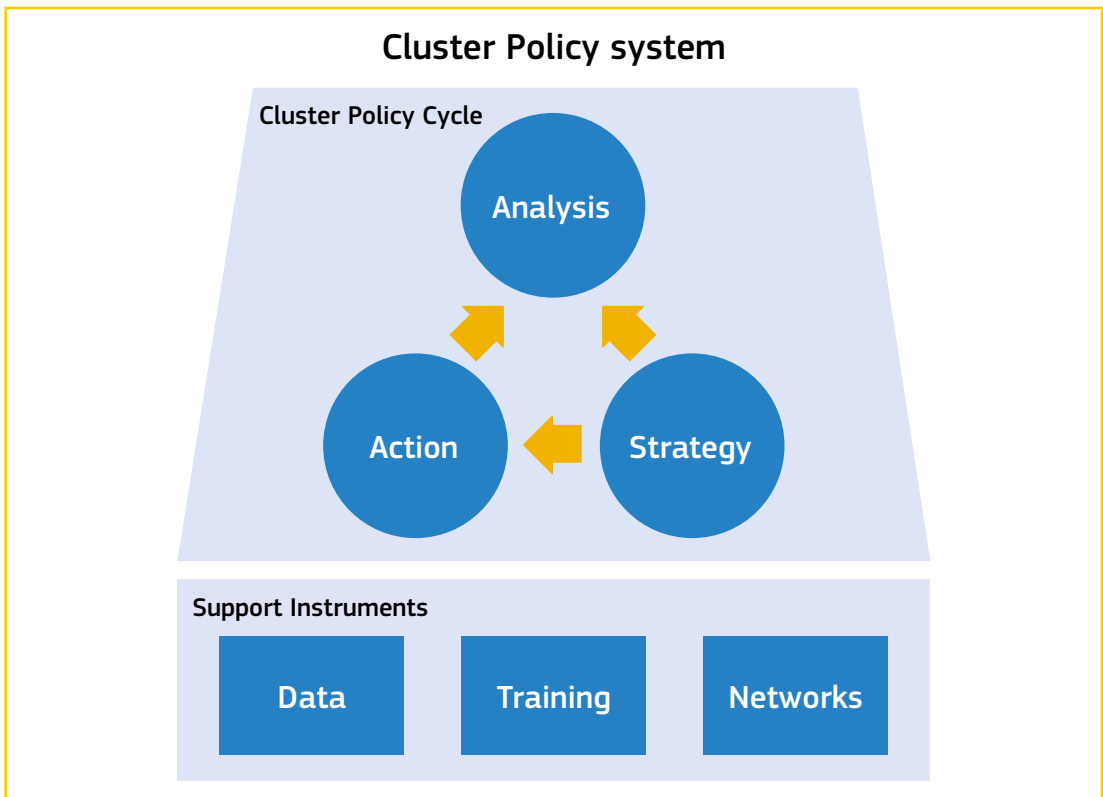 Cluster Policy system
Cluster Policy Cycle
Analysis
Action
Strategy
Support Instruments
Data
Training
Networks